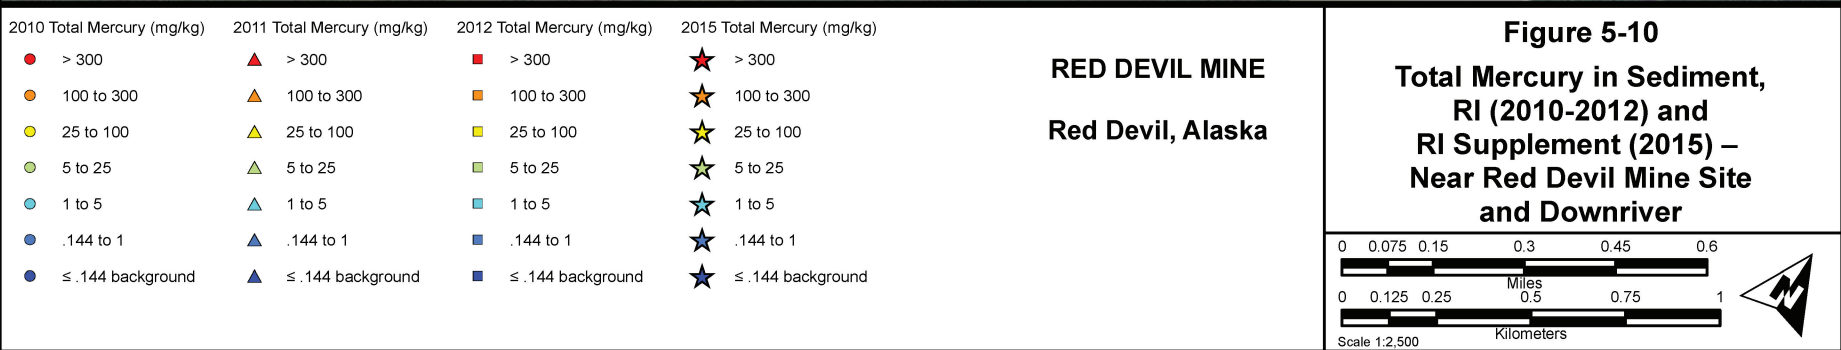 2010 Total Mercury (mg/kg)
> 300
100 to 300
25 to 100
5 to 25
1 to 5
.144 to 1
≤ .144 background
2011 Total Mercury (mg/kg)
> 300
100 to 300
25 to 100
5 to 25
1 to 5
.144 to 1
≤ .144 background
2012 Total Mercury (mg/kg)
> 300
100 to 300
25 to 100
5 to 25
1 to 5
.144 to 1
≤ .144 background
2015 Total Mercury (mg/kg)
> 300
100 to 300
25 to 100
5 to 25
1 to 5
.144 to 1
≤ .144 background
RED DEVIL MINE
Red Devil, Alaska
Figure 5-10
Total Mercury in Sediment,
RI (2010-2012) and
RI Supplement (2015) –
Near Red Devil Mine Site
and Downriver
0 0.075 0.15 0.3 0.45 0.6
Miles
0 0.125 0.25 0.5 0.75 1
Kilometers
Scale 1:2,500
N